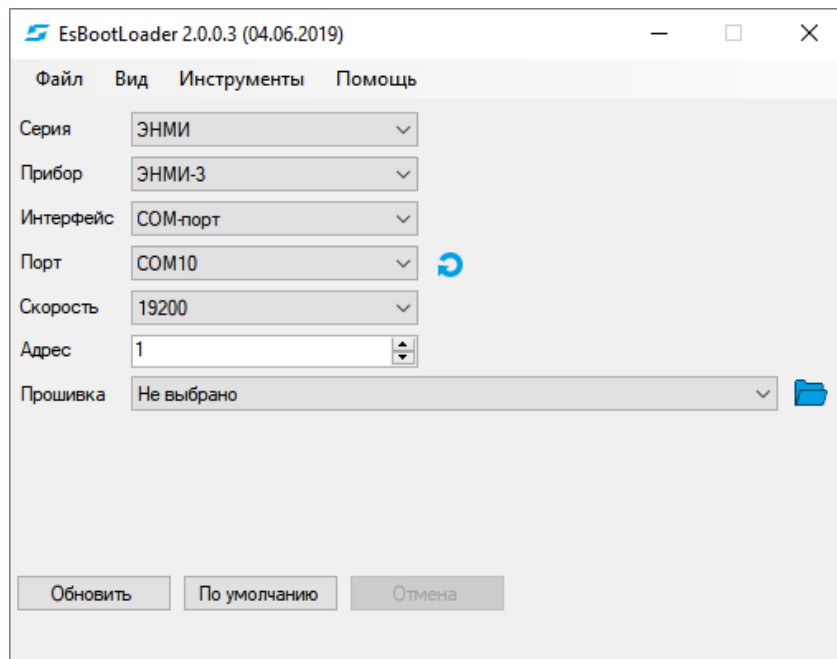 EsBootLoader 2.0.0.3 (04.06.2019)
Файл Вид Инструменты Помощь
Серия ЭНМИ
Прибор ЭНМИ-3
Интерфейс COM-порт
Порт COM10
Скорость 19200
Адрес 1
Прошивка Не выбрано
Обновить По умолчанию Отмена